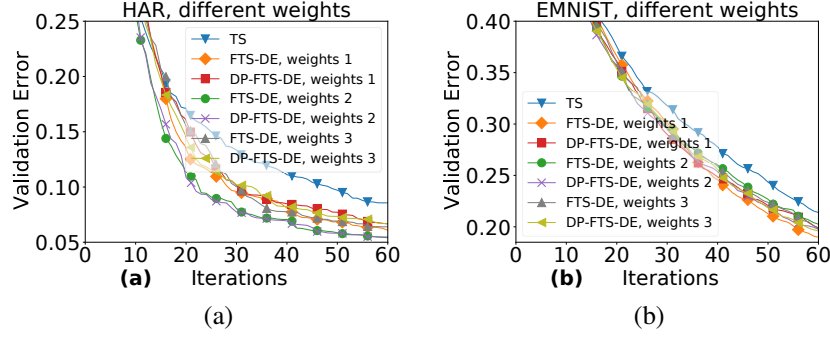 HAR, different weights
0.25
0.20
0.15
0.10
0.05
Validation Error
TS
FTS-DE, weights 1
DP-FTS-DE, weights 1
FTS-DE, weights 2
DP-FTS-DE, weights 2
FTS-DE, weights 3
DP-FTS-DE, weights 3
0 10 20 30 40 50 60
(a) Iterations
(a)
EMNIST, different weights
0.40
0.35
0.30
0.25
0.20
Validation Error
TS
FTS-DE, weights 1
DP-FTS-DE, weights 1
FTS-DE, weights 2
DP-FTS-DE, weights 2
FTS-DE, weights 3
DP-FTS-DE, weights 3
0 10 20 30 40 50 60
(b) Iterations
(b)